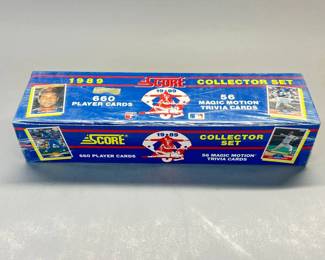 1989
SCORE
COLLECTOR SET
660
PLAYER CARDS
1989
56
MAGIC MOTION
TRIVIA CARDS
SCORE
1989
COLLECTOR
SET
660 PLAYER CARDS
56 MAGIC MOTION
TRIVIA CARDS